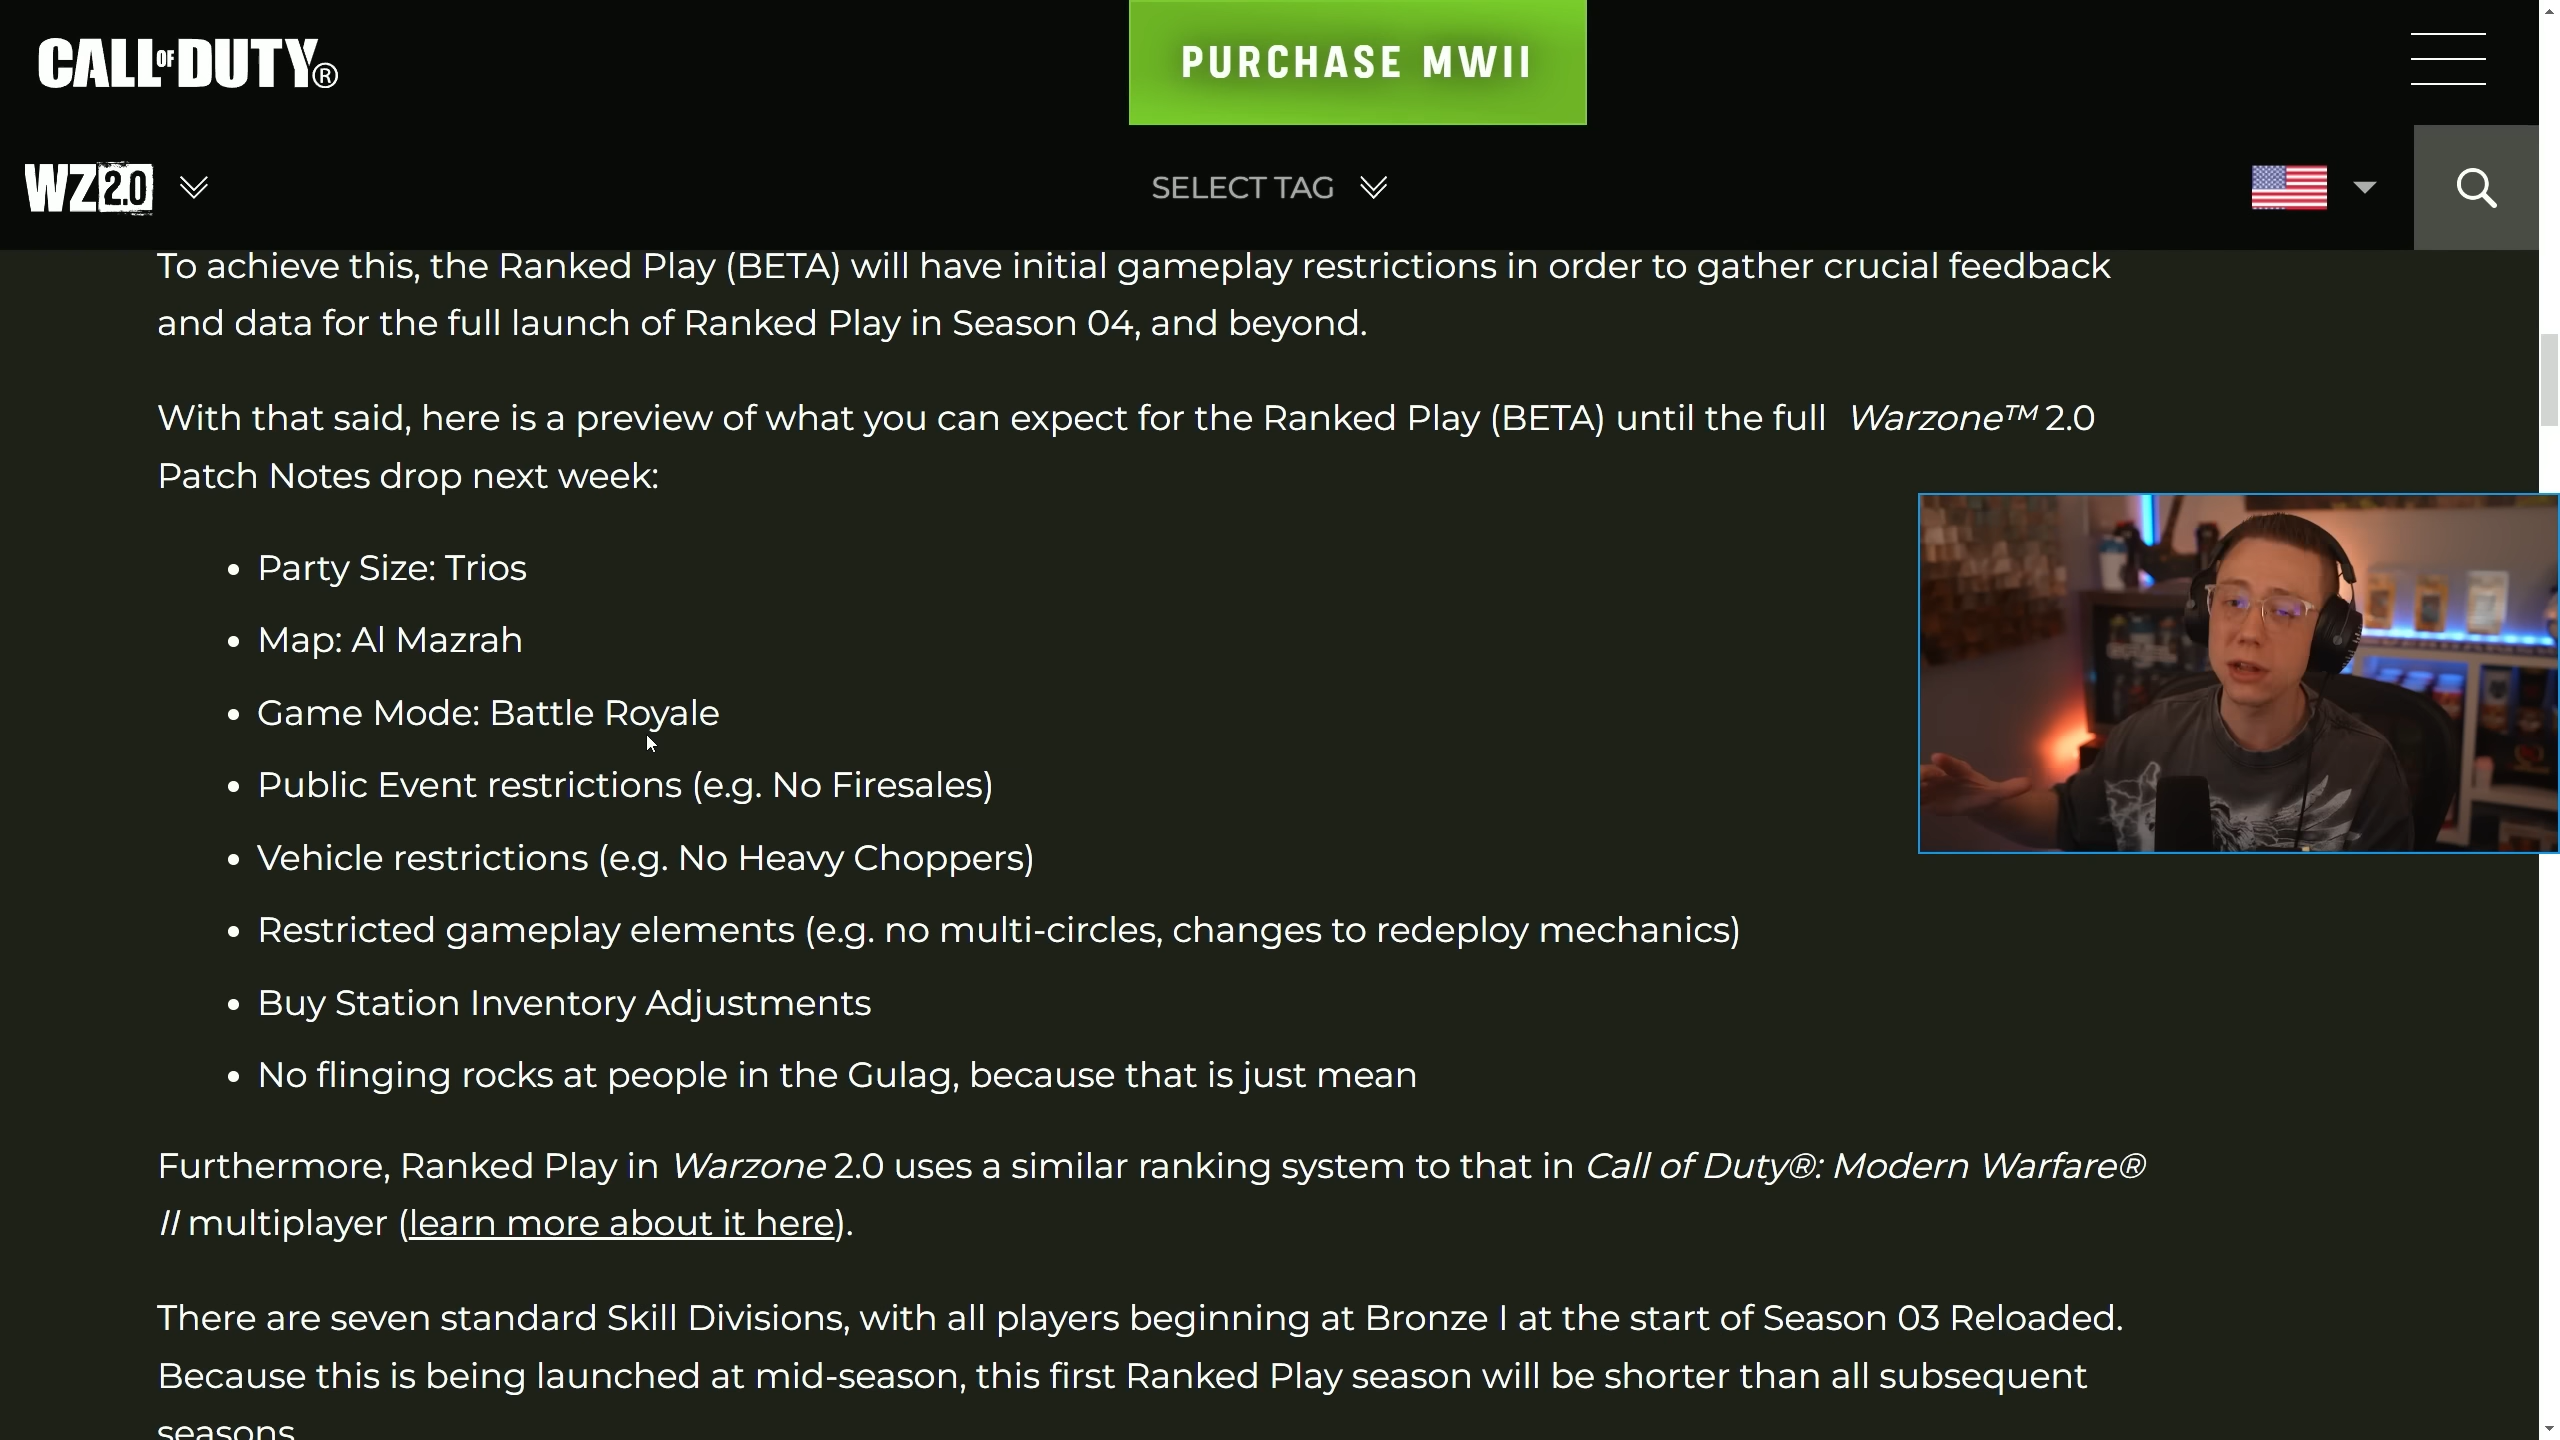 CALL OF DUTY®
PURCHASE MWII
WZ 2.0
SELECT TAG
To achieve this, the Ranked Play (BETA) will have initial gameplay restrictions in order to gather crucial feedback
and data for the full launch of Ranked Play in Season 04, and beyond.
With that said, here is a preview of what you can expect for the Ranked Play (BETA) until the full Warzone™ 2.0
Patch Notes drop next week:
• Party Size: Trios
• Map: Al Mazrah
• Game Mode: Battle Royale
• Public Event restrictions (e.g. No Firesales)
• Vehicle restrictions (e.g. No Heavy Choppers)
• Restricted gameplay elements (e.g. no multi-circles, changes to redeploy mechanics)
• Buy Station Inventory Adjustments
• No flinging rocks at people in the Gulag, because that is just mean
Furthermore, Ranked Play in Warzone 2.0 uses a similar ranking system to that in Call of Duty®: Modern Warfare®
II multiplayer (learn more about it here).
There are seven standard Skill Divisions, with all players beginning at Bronze I at the start of Season 03 Reloaded.
Because this is being launched at mid-season, this first Ranked Play season will be shorter than all subsequent
seasons.